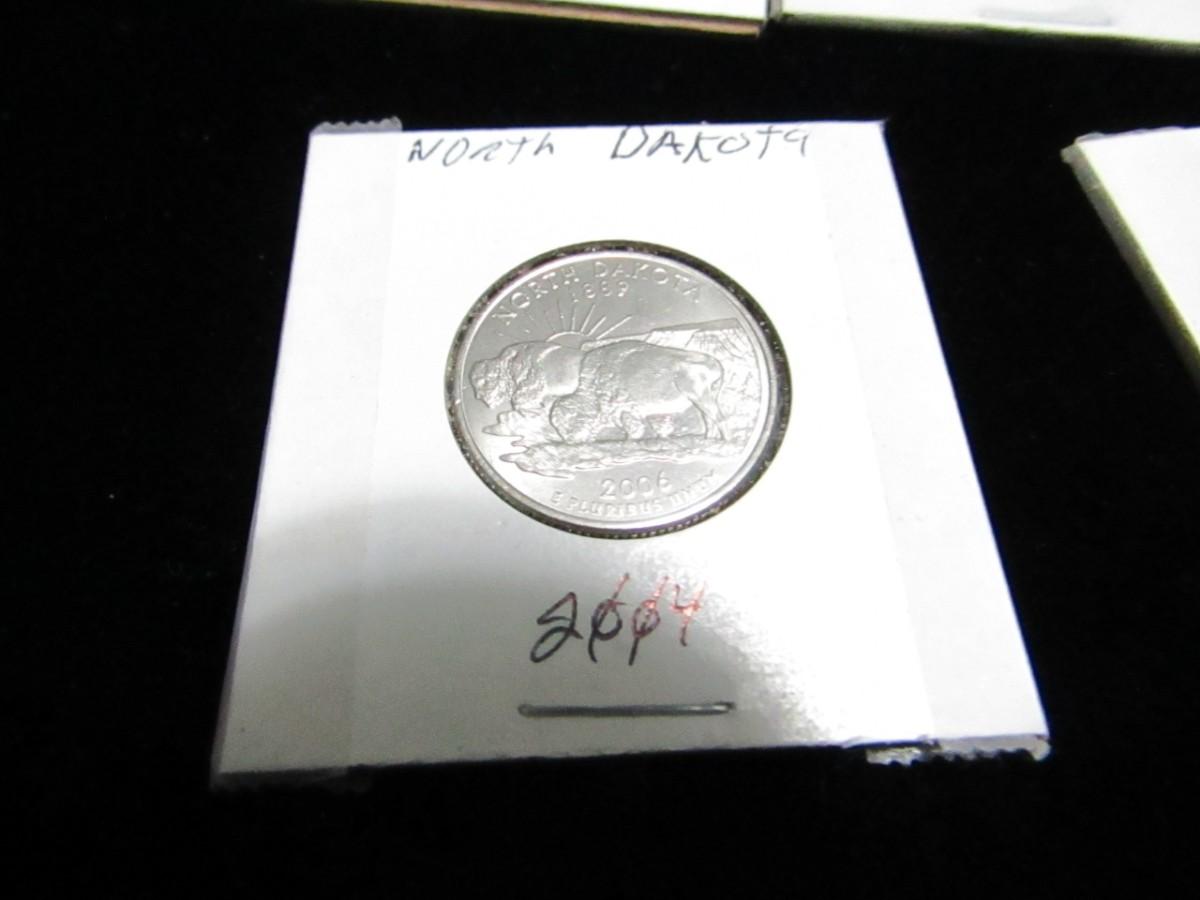 North DAKOTA
NORTH DAKOTA
1889
2006
E PLURIBUS UNUM
2004